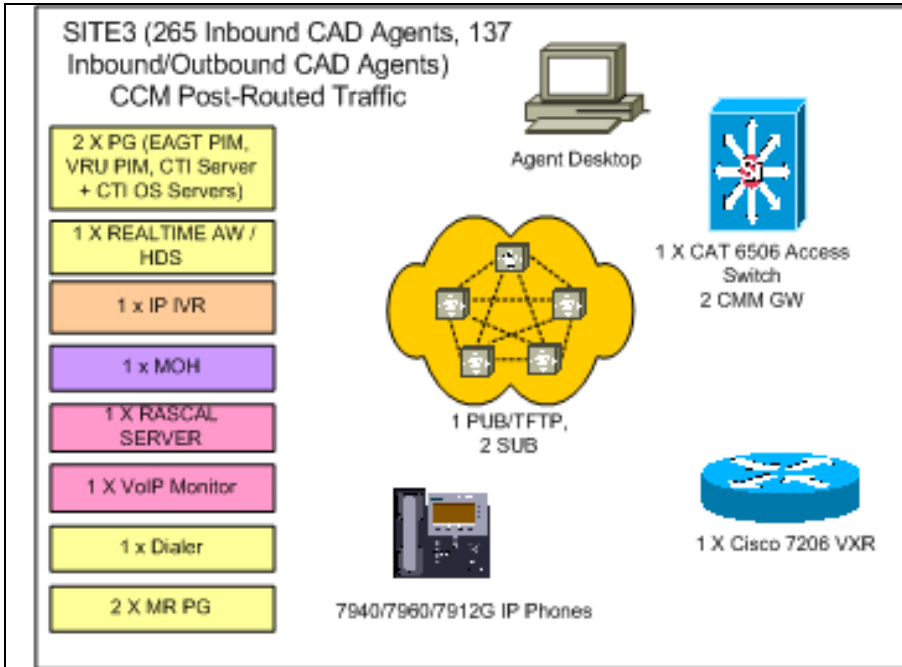 SITE3 (265 Inbound CAD Agents, 137
Inbound/Outbound CAD Agents)
CCM Post-Routed Traffic
2 X PG (EAGT PIM,
VRU PIM, CTI Server
+ CTI OS Servers)
1 X REALTIME AW /
HDS
1 x IP IVR
1 x MOH
1 X RASCAL
SERVER
1 X VoIP Monitor
1 x Dialer
2 X MR PG
Agent Desktop
Si
1 X CAT 6506 Access
Switch
2 CMM GW
1 PUB/TFTP,
2 SUB
7940/7960/7912G IP Phones
1 X Cisco 7206 VXR